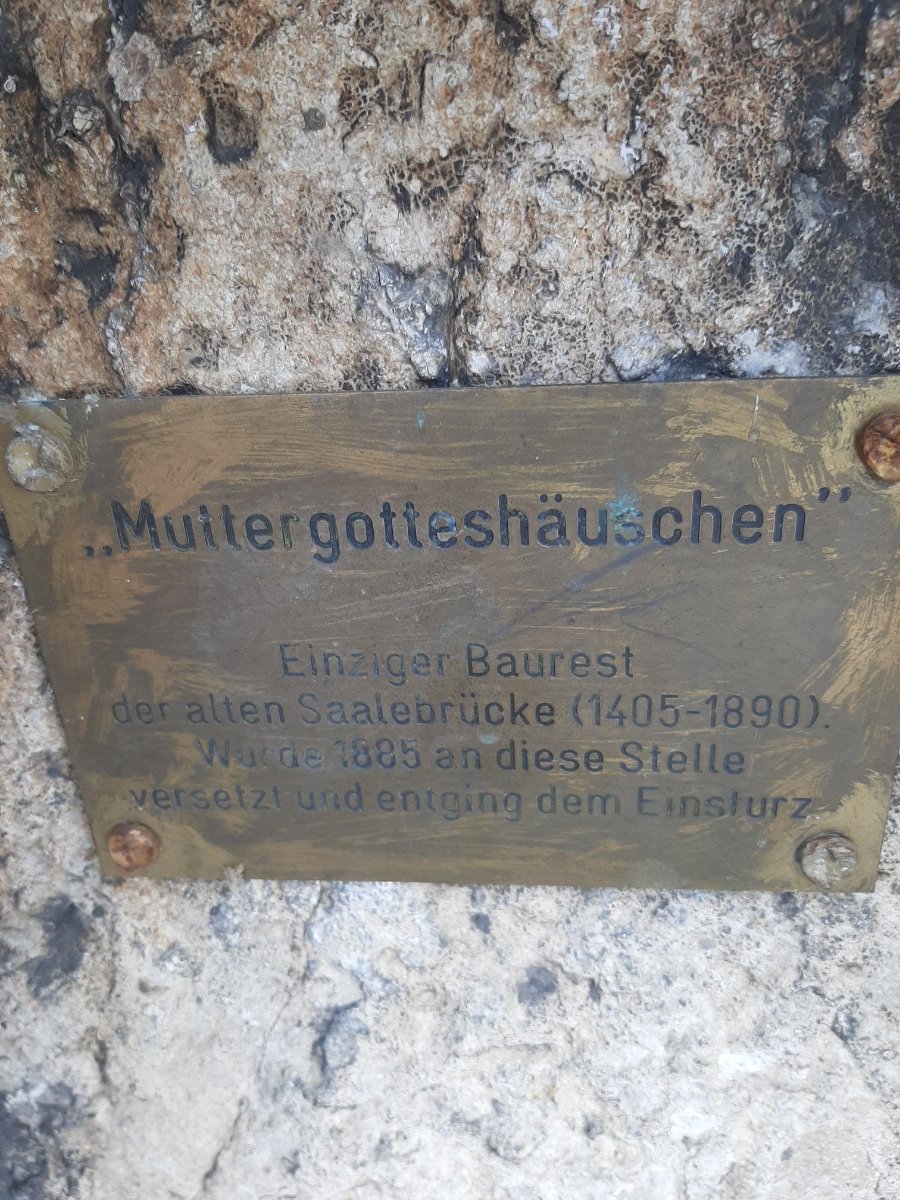 „Muttergotteshäuschen”
Einziger Baurest
der alten Saalebrücke (1405-1890).
Wurde 1885 an diese Stelle
versetzt und entging dem Einsturz